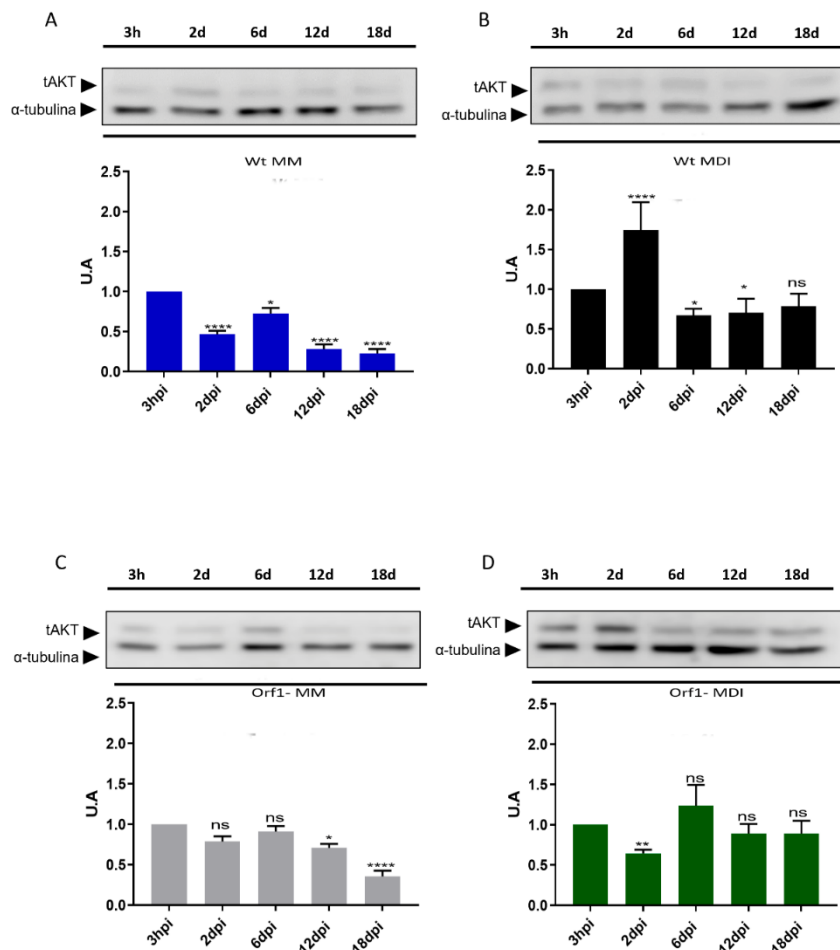 A
3h 2d 6d 12d 18d
tAKT
α-tubulina
Wt MM
2.5
2.0
1.5
U.A
1.0
0.5
0.0
**** * **** ****
3hpi 2dpi 6dpi 12dpi 18dpi
B
3h 2d 6d 12d 18d
tAKT
α-tubulina
Wt MDI
2.5
2.0
1.5
U.A
1.0
0.5
0.0
**** * * ns
3hpi 2dpi 6dpi 12dpi 18dpi
C
3h 2d 6d 12d 18d
tAKT
α-tubulina
Orf1- MM
2.5
2.0
1.5
U.A
1.0
0.5
0.0
ns ns * ****
3hpi 2dpi 6dpi 12dpi 18dpi
D
3h 2d 6d 12d 18d
tAKT
α-tubulina
Orf1- MDI
2.5
2.0
1.5
U.A
1.0
0.5
0.0
** ns ns ns
3hpi 2dpi 6dpi 12dpi 18dpi